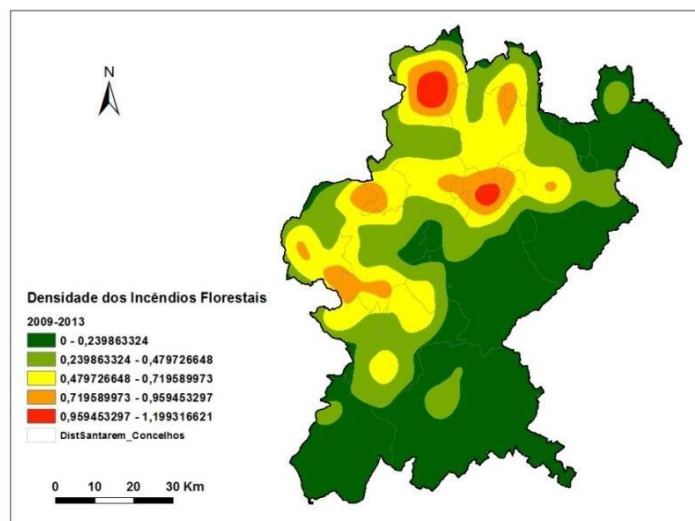 N
Densidade dos Incêndios Florestais
2009-2013
0 - 0,239863324
0,239863324 - 0,479726648
0,479726648 - 0,719589973
0,719589973 - 0,959453297
0,959453297 - 1,199316621
DistSantarem_Concelhos
0 10 20 30 Km